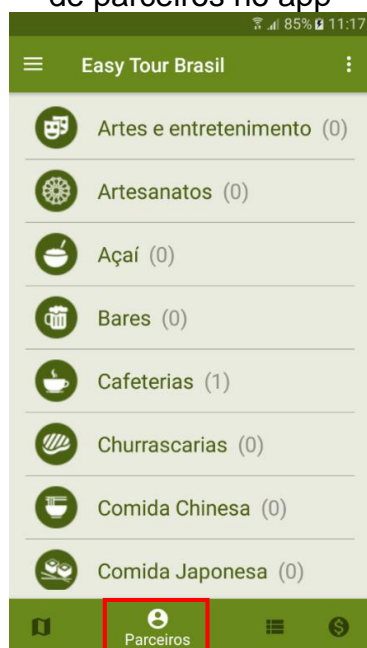 de parceiros no app
85% 11:17
Easy Tour Brasil
Artes e entretenimento (0)
Artesanatos (0)
Açaí (0)
Bares (0)
Cafeterias (1)
Churrascarias (0)
Comida Chinesa (0)
Comida Japonesa (0)
Parceiros